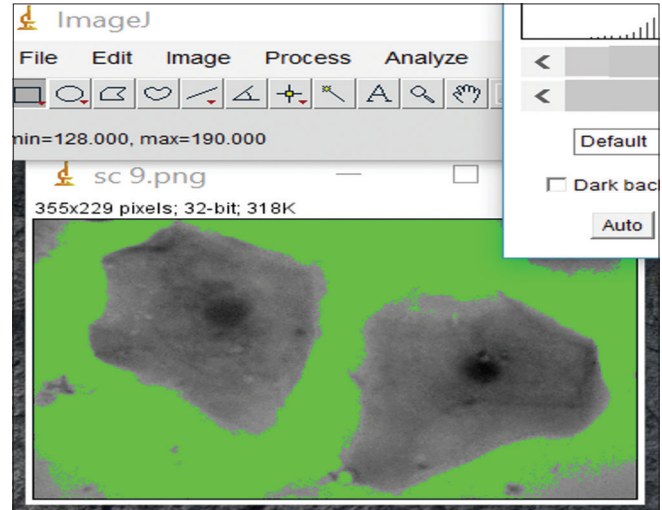 ImageJ
File Edit Image Process Analyze
A
min=128.000, max=190.000
Default
Dark
Auto
sc 9.png
355x229 pixels; 32-bit; 318K